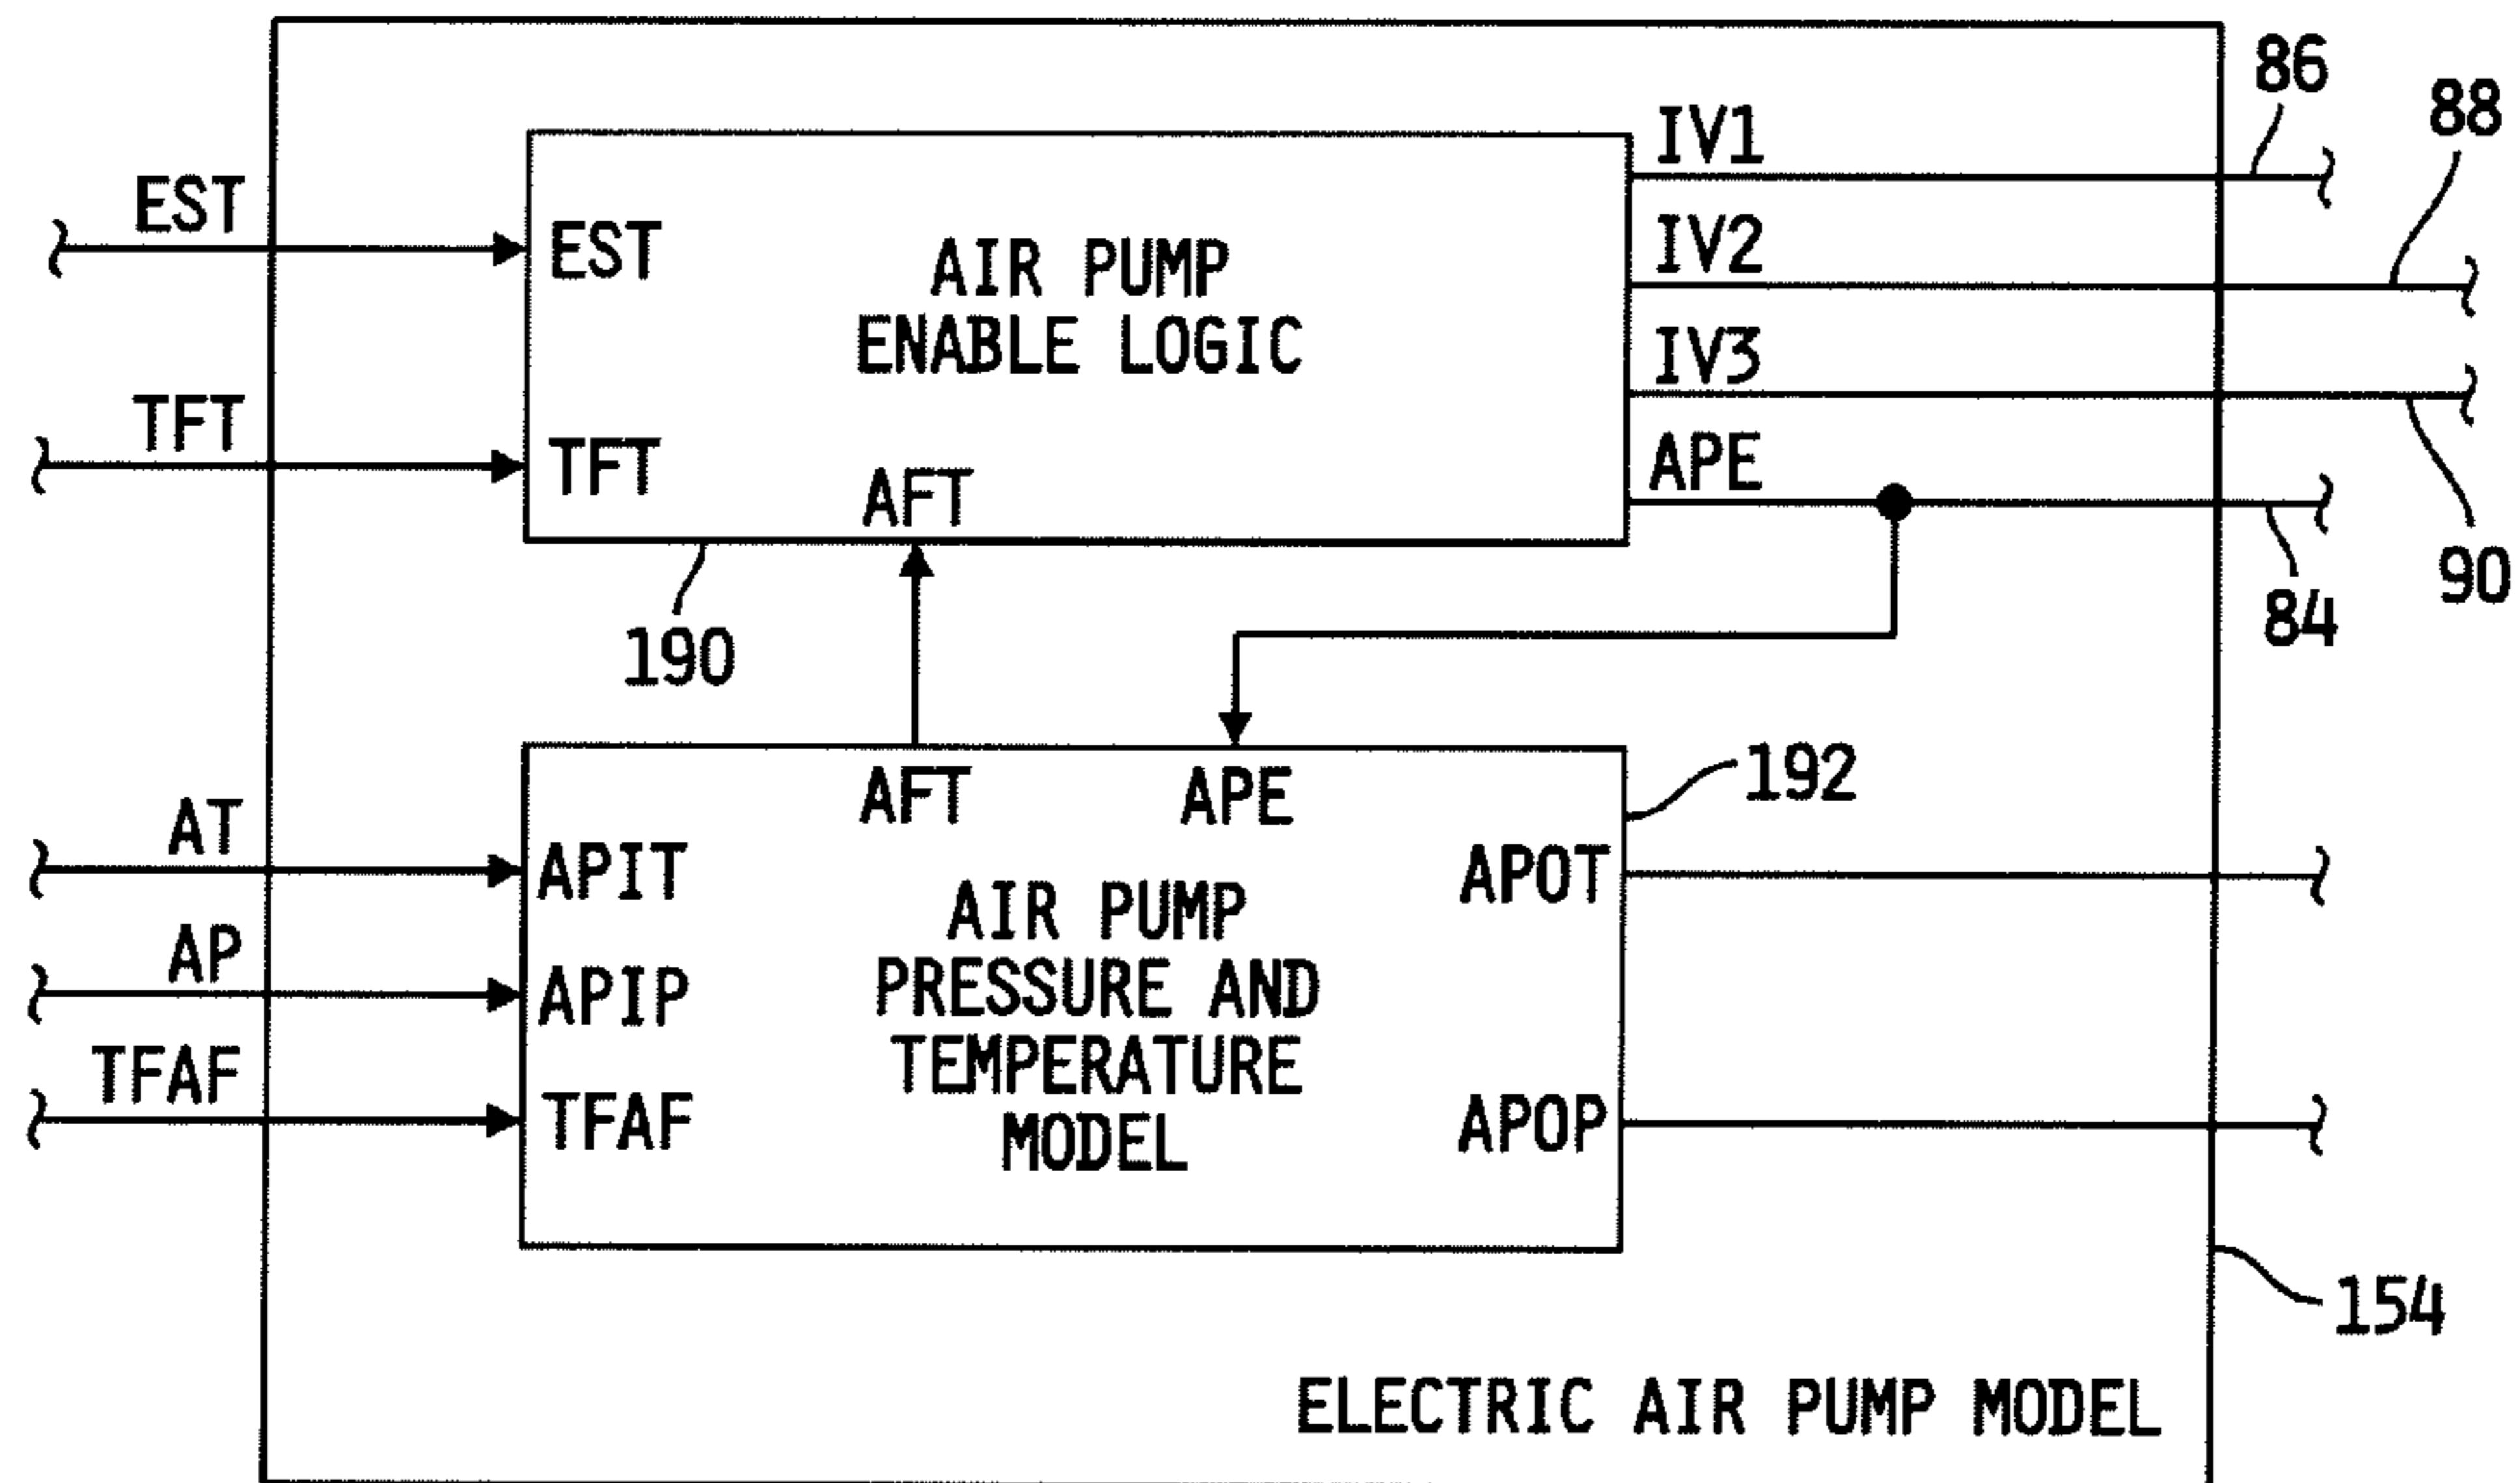 86
88
IV1
EST
EST
AIR PUMP
ENABLE LOGIC
IV2
IV3
TFT
TFT
AFT
APE
90
84
190
192
AFT
APE
AT
APIT
APOT
AIR PUMP
PRESSURE AND
TEMPERATURE
MODEL
AP
APIP
TFAF
TFAF
APOP
154
ELECTRIC AIR PUMP MODEL